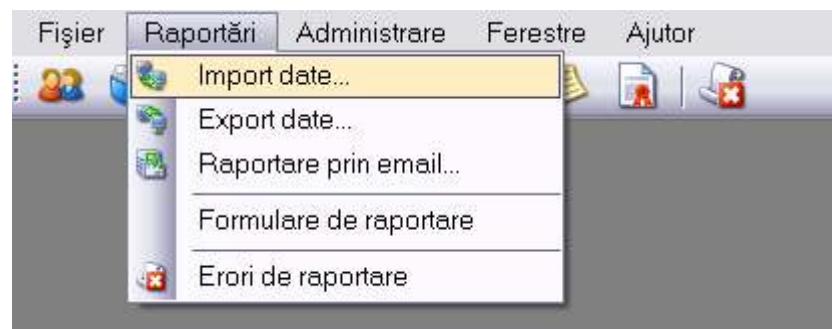 Fişier Raportări Administrare Ferestre Ajutor
Import date...
Export date...
Raportare prin email...
Formulare de raportare
Erori de raportare